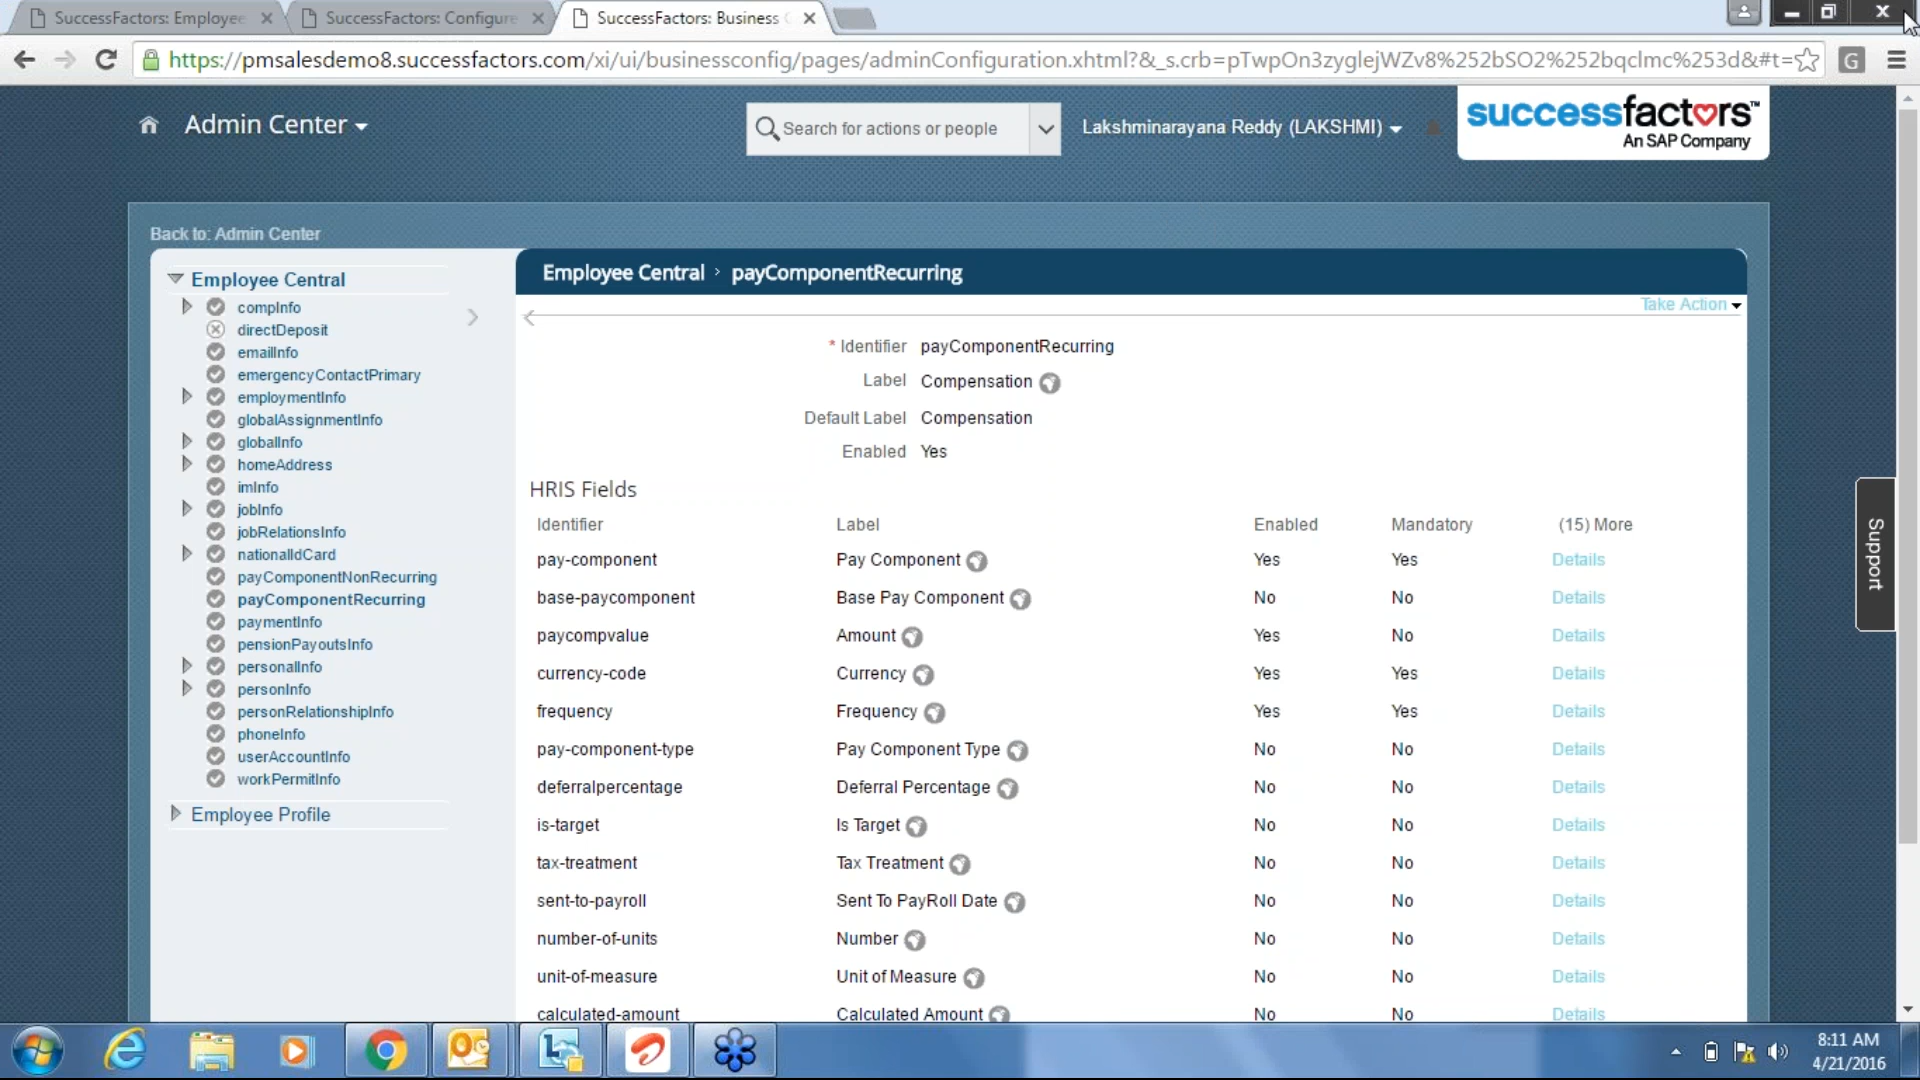 SuccessFactors: Employee
SuccessFactors: Configure
SuccessFactors: Business C
https://pmsalesdemo8.successfactors.com/xi/ui/businessconfig/pages/adminConfiguration.xhtml?&_s.crb=pTwpOn3zyglejWZv8%252bSO2%252bqclmc%253d&#t=
G
Admin Center
Search for actions or people
Lakshminarayana Reddy (LAKSHMI)
successfactors™
An SAP Company
Back to: Admin Center
Employee Central
compInfo
directDeposit
emailInfo
emergencyContactPrimary
employmentInfo
globalAssignmentInfo
globalInfo
homeAddress
imInfo
jobInfo
jobRelationsInfo
nationalIdCard
payComponentNonRecurring
payComponentRecurring
paymentInfo
pensionPayoutsInfo
personalInfo
personInfo
personRelationshipInfo
phoneInfo
userAccountInfo
workPermitInfo
Employee Profile
Employee Central › payComponentRecurring
Take Action
* Identifier payComponentRecurring
Label Compensation
Default Label Compensation
Enabled Yes
HRIS Fields
Identifier Label Enabled Mandatory (15) More
pay-component Pay Component Yes Yes Details
base-paycomponent Base Pay Component No No Details
paycompvalue Amount Yes No Details
currency-code Currency Yes Yes Details
frequency Frequency Yes Yes Details
pay-component-type Pay Component Type No No Details
deferralpercentage Deferral Percentage No No Details
is-target Is Target No No Details
tax-treatment Tax Treatment No No Details
sent-to-payroll Sent To PayRoll Date No No Details
number-of-units Number No No Details
unit-of-measure Unit of Measure No No Details
calculated-amount Calculated Amount No No Details
Support
8:11 AM
4/21/2016